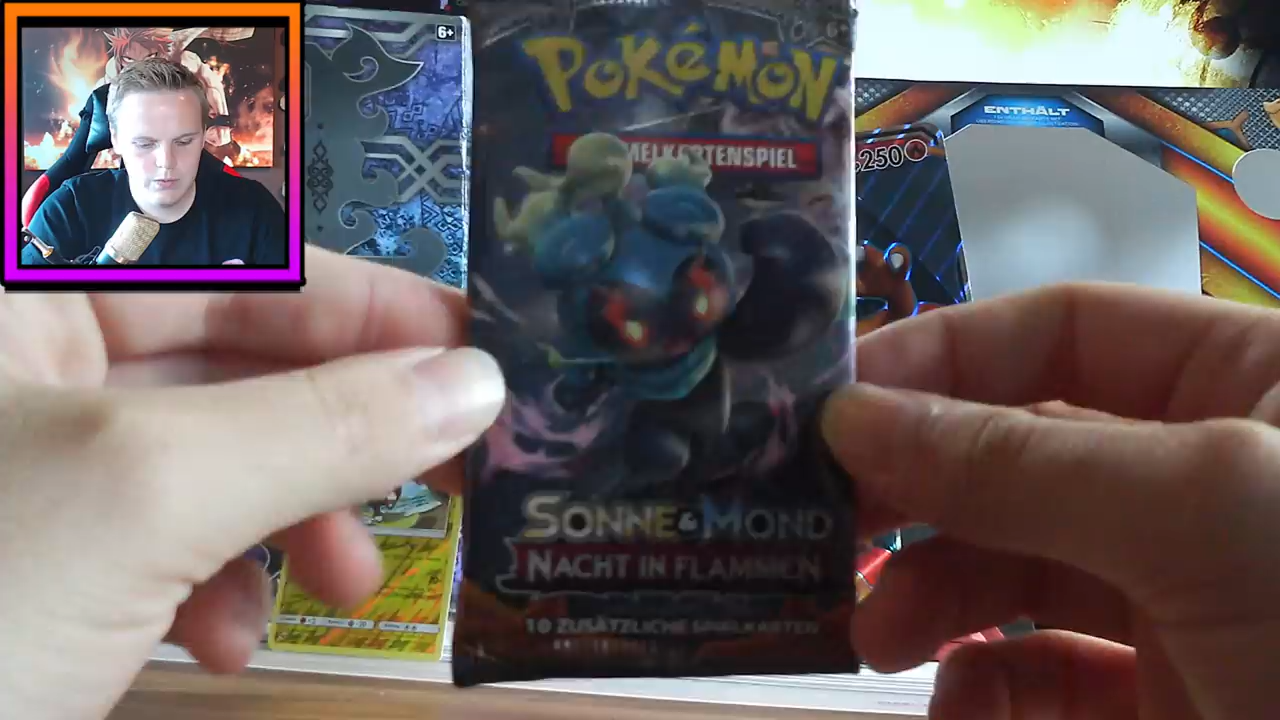 6+
POKéMON
MELKARTENSPIEL
SONNE & MOND
NACHT IN FLAMMEN
10 ZUSÄTZLICHE SPIELKARTEN
ENTHÄLT
250